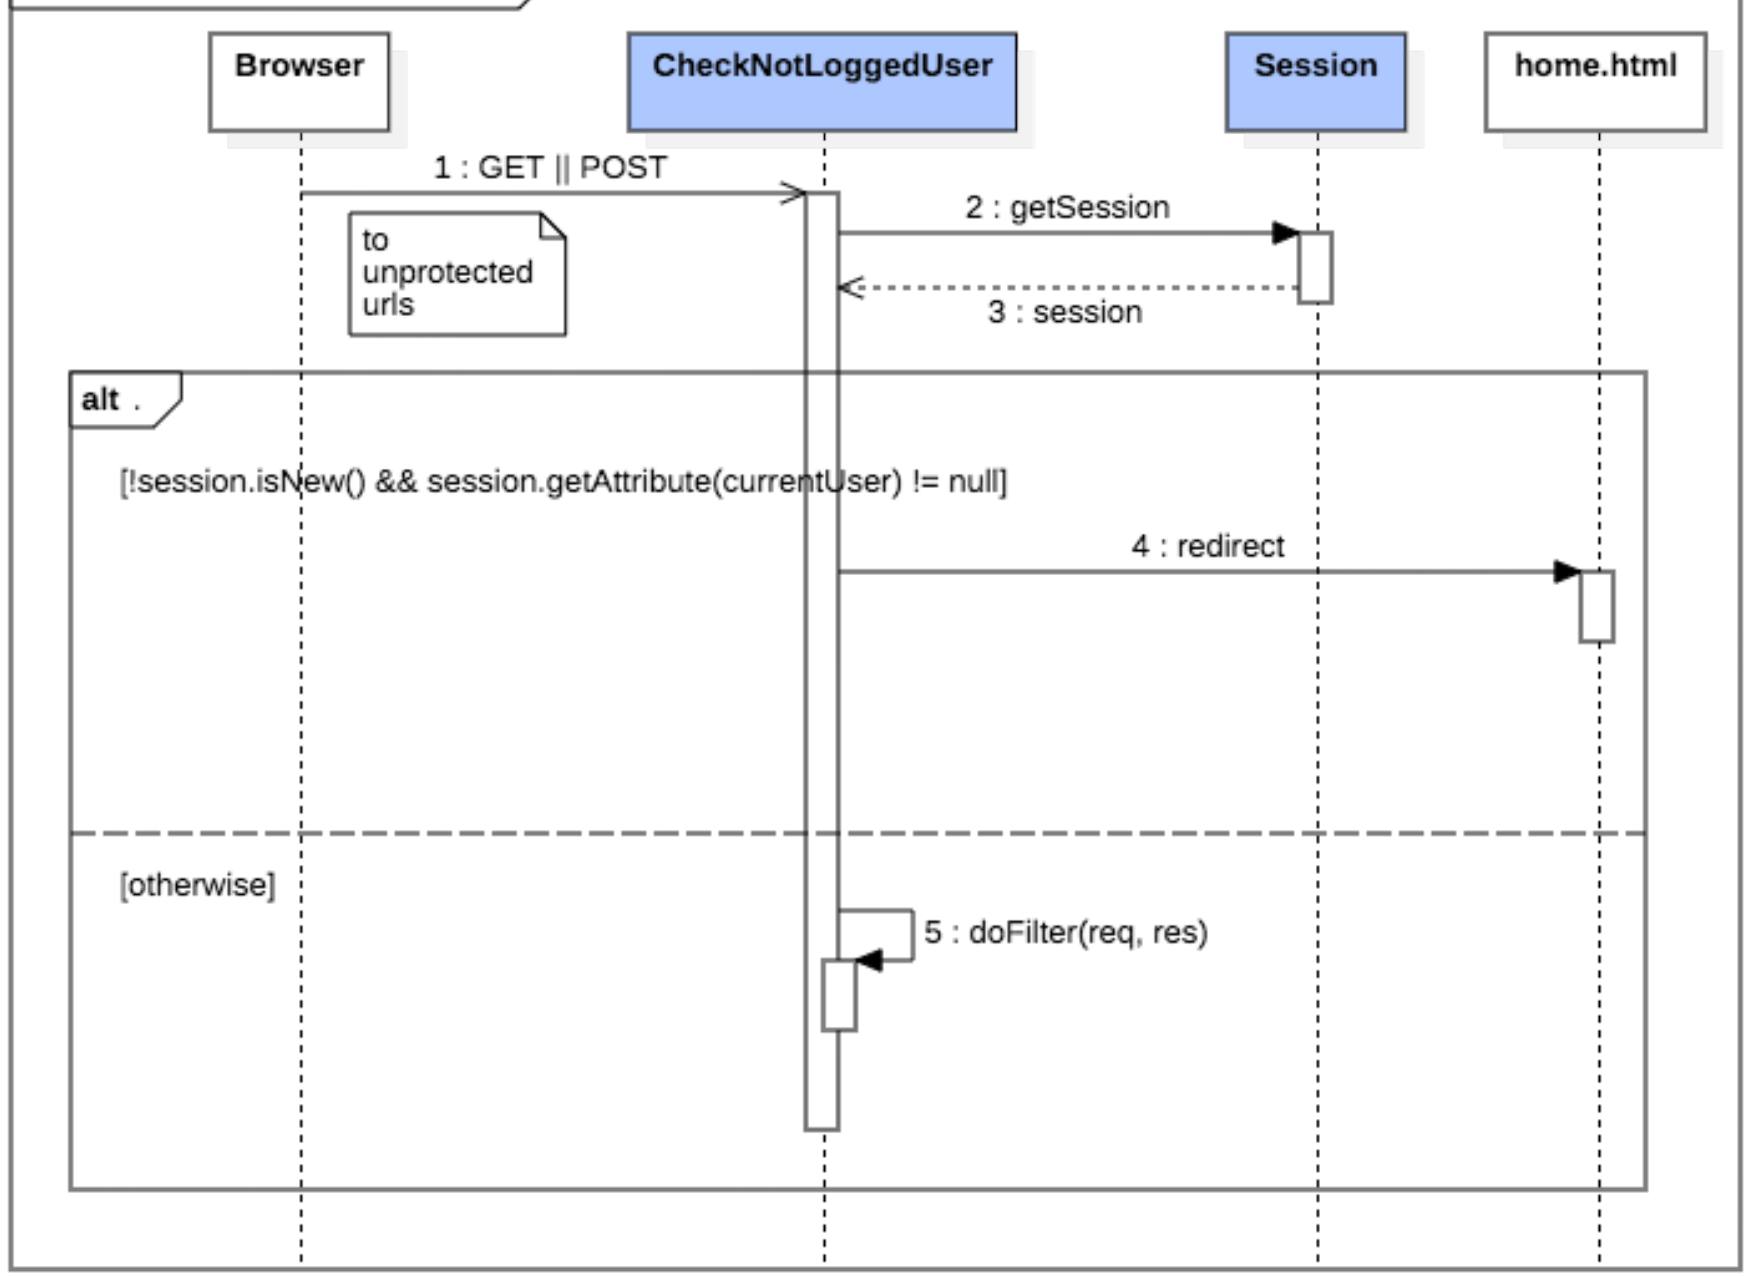 Browser
CheckNotLoggedUser
Session
home.html
1 : GET || POST
2 : getSession
to
unprotected
urls
3 : session
alt .
[!session.isNew() && session.getAttribute(currentUser) != null]
4 : redirect
[otherwise]
5 : doFilter(req, res)